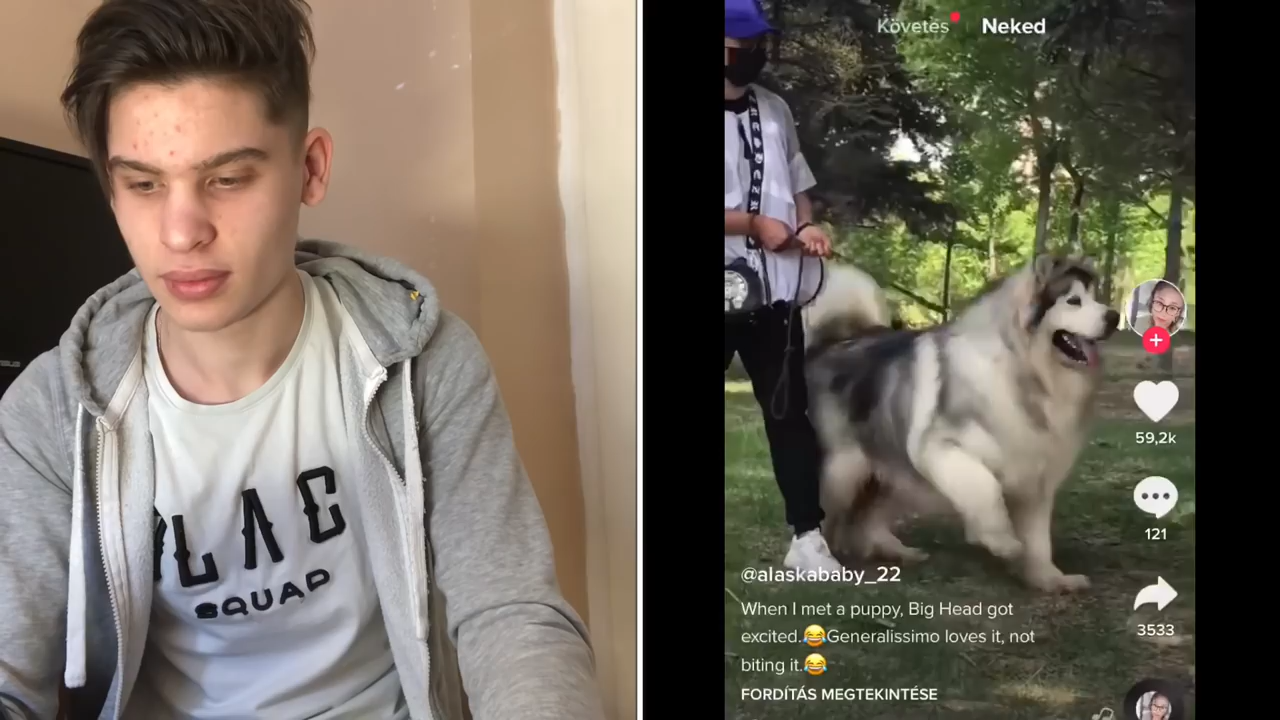 LAC
SQUAD
Követés
Neked
59,2k
121
3533
@alaskababy_22
When I met a puppy, Big Head got
excited.😂Generalissimo loves it, not
biting it.😂
FORDÍTÁS MEGTEKINTÉSE